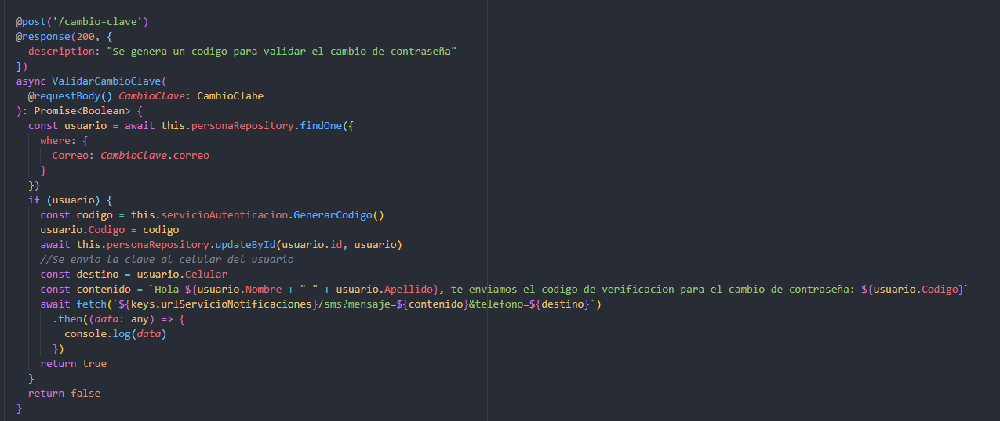 @post('/cambio-clave')
@response(200, {
description: "Se genera un codigo para validar el cambio de contraseña"
})
async ValidarCambioClave(
@requestBody() CambioClave: CambioClabe
): Promise<Boolean> {
const usuario = await this.personaRepository.findOne({
where: {
Correo: CambioClave.correo
}
})
if (usuario) {
const codigo = this.servicioAutenticacion.GenerarCodigo()
usuario.Codigo = codigo
await this.personaRepository.updateById(usuario.id, usuario)
//Se envio la clave al celular del usuario
const destino = usuario.Celular
const contenido = `Hola ${usuario.Nombre + " " + usuario.Apellido}, te enviamos el codigo de verificacion para el cambio de contraseña: ${usuario.Codigo}`
await fetch(`${keys.urlServicioNotificaciones}/sms?mensaje=${contenido}&telefono=${destino}`)
.then((data: any) => {
console.log(data)
})
return true
}
return false
}